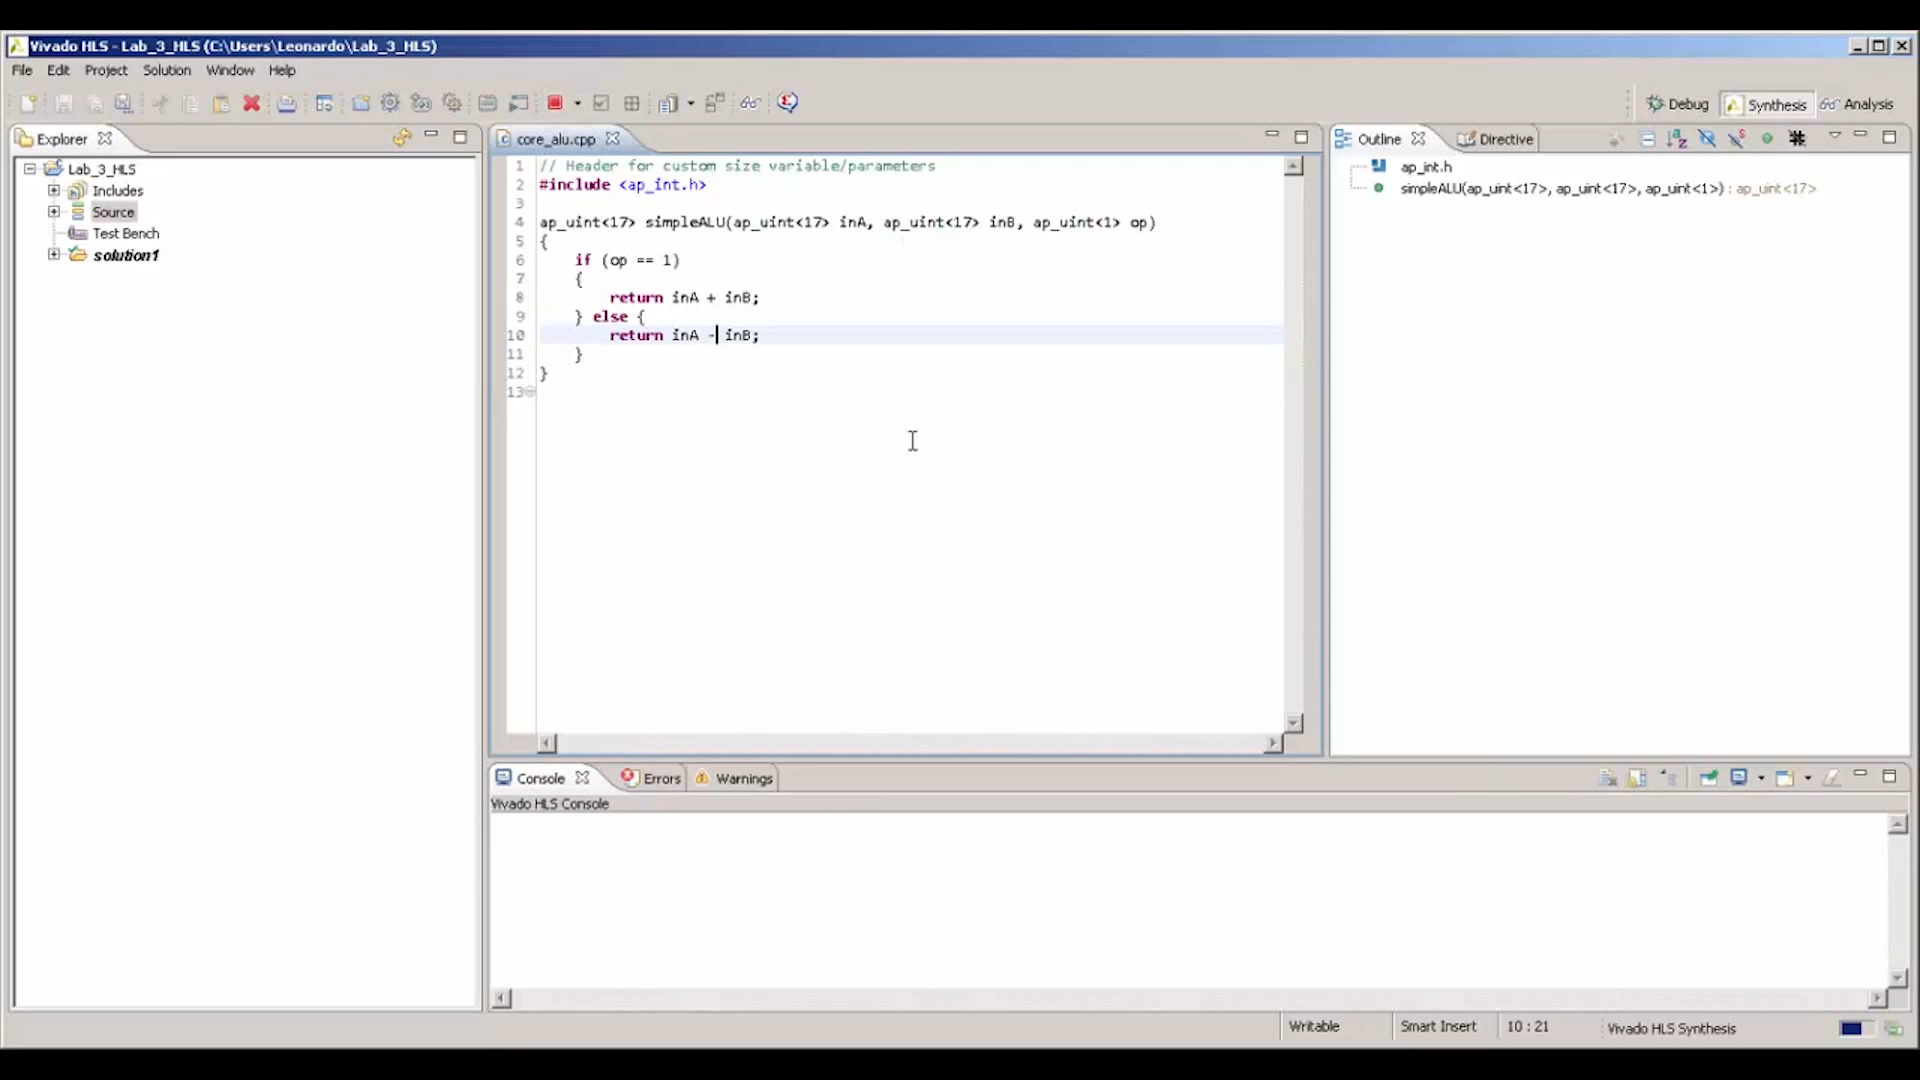 Vivado HLS - Lab_3_HLS (C:\Users\Leonardo\Lab_3_HLS)
File Edit Project Solution Window Help
Debug Synthesis Analysis
Explorer
Lab_3_HLS
Includes
Source
Test Bench
solution1
core_alu.cpp
1 // Header for custom size variable/parameters
2 #include <ap_int.h>
3
4 ap_uint<17> simpleALU(ap_uint<17> inA, ap_uint<17> inB, ap_uint<1> op)
5 {
6 if (op == 1)
7 {
8 return inA + inB;
9 } else {
10 return inA - inB;
11 }
12 }
13
Outline Directive
ap_int.h
simpleALU(ap_uint<17>, ap_uint<17>, ap_uint<1>) : ap_uint<17>
Console Errors Warnings
Vivado HLS Console
Writable Smart Insert 10 : 21 Vivado HLS Synthesis